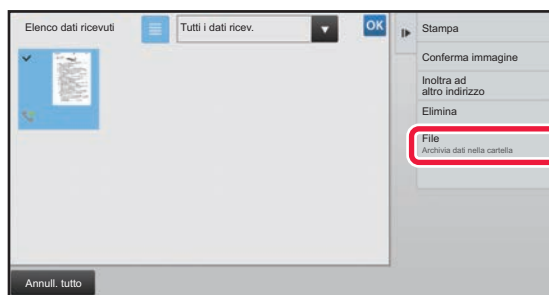 Elenco dati ricevuti
Tutti i dati ricev.
OK
Stampa
Conferma immagine
Inoltra ad
altro indirizzo
Elimina
File
Archivia dati nella cartella
Annull. tutto